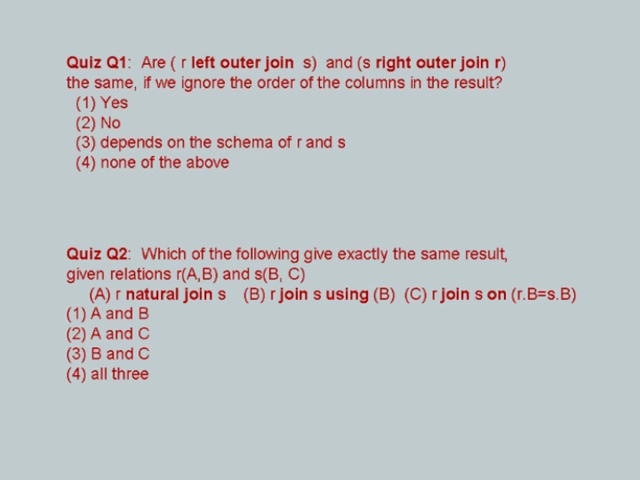 Quiz Q1: Are ( r left outer join s) and (s right outer join r)
the same, if we ignore the order of the columns in the result?
(1) Yes
(2) No
(3) depends on the schema of r and s
(4) none of the above
Quiz Q2: Which of the following give exactly the same result,
given relations r(A,B) and s(B, C)
(A) r natural join s (B) r join s using (B) (C) r join s on (r.B=s.B)
(1) A and B
(2) A and C
(3) B and C
(4) all three